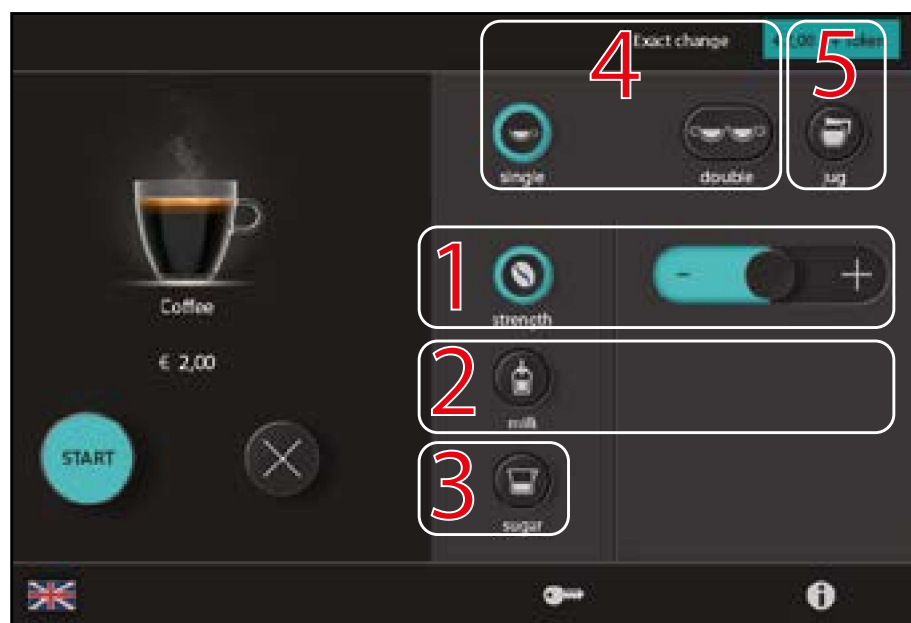 Exact change
4
5
single
double
jug
1
strength
- +
Coffee
€ 2,00
2
milk
START
3
sugar